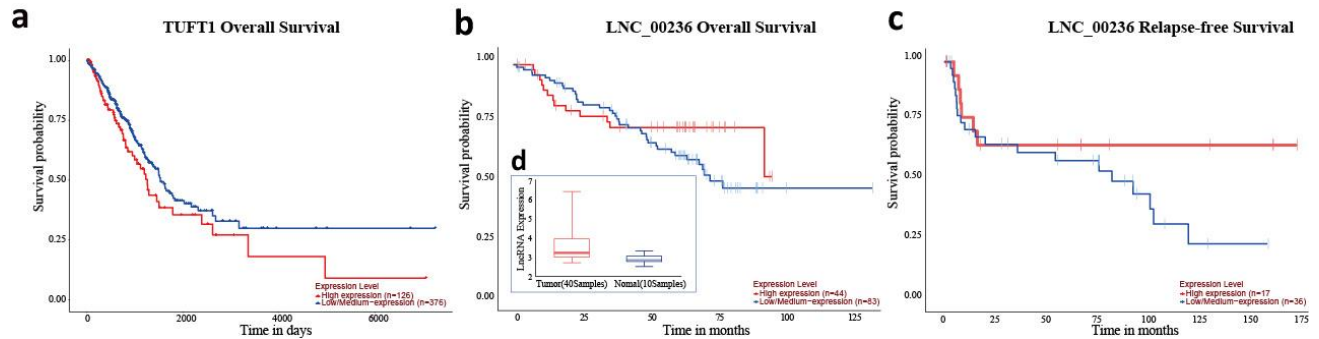 a
TUFT1 Overall Survival
Survival probability
1.00
0.75
0.50
0.25
0.00
0
2000
4000
6000
Time in days
Expression Level
High expression (n=126)
Low/Medium-expression (n=376)
b
LNC_00236 Overall Survival
Survival probability
1.00
0.75
0.50
0.25
0.00
0
25
50
75
100
125
Time in months
Expression Level
High expression (n=44)
Low/Medium-expression (n=83)
d
LncRNA Expression
7
6
5
4
3
2
Tumor(40Samples)
Nomal(10Samples)
c
LNC_00236 Relapse-free Survival
Survival probability
1.00
0.75
0.50
0.25
0.00
0
25
50
75
100
125
150
175
Time in months
Expression Level
High expression (n=17
Low/Medium-expression (n=36)